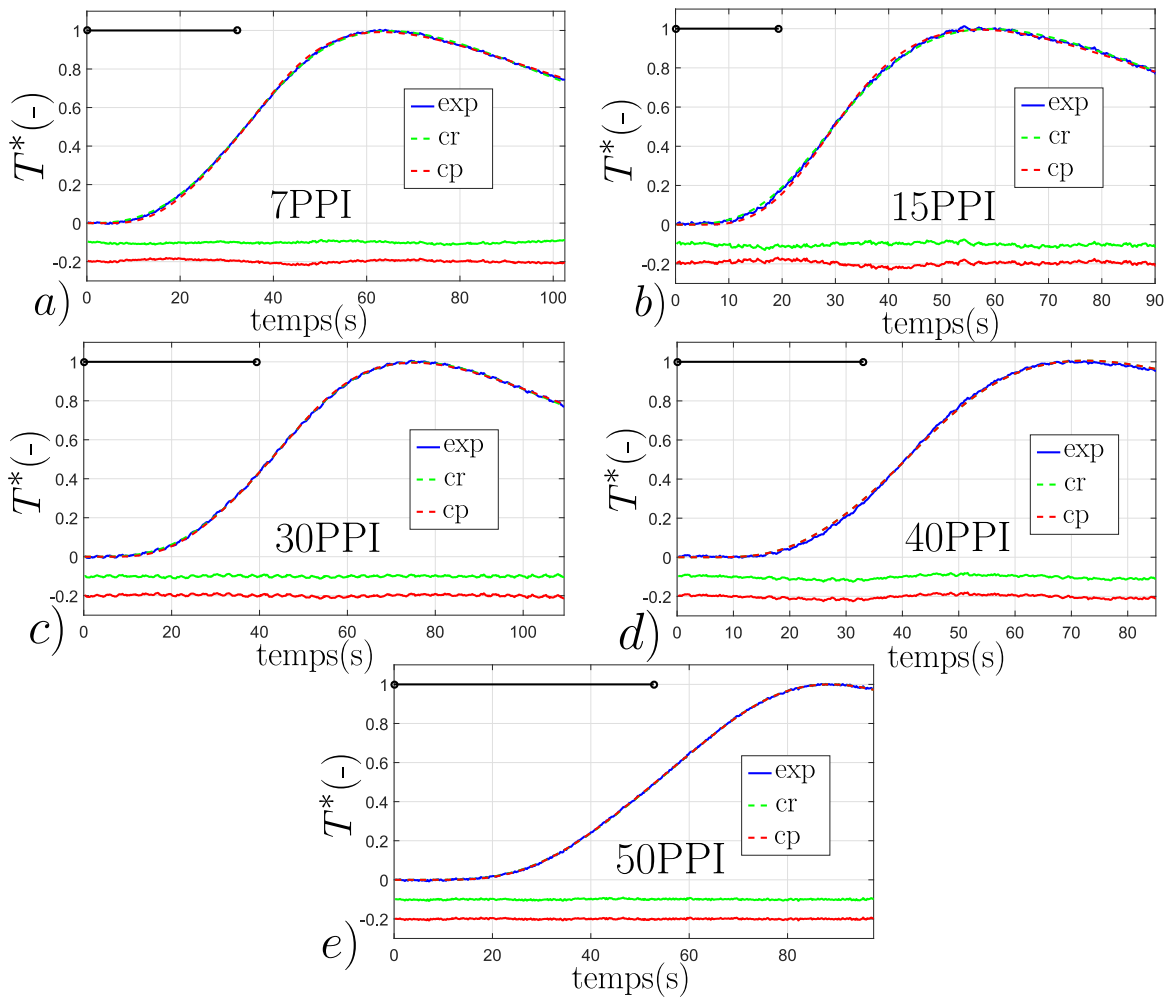 1
0.8
0.6
0.4
0.2
0
-0.2
T*(-)
exp
cr
cp
7PPI
0 20 40 60 80 100
temps(s)
a)
1
0.8
0.6
0.4
0.2
0
-0.2
T*(-)
exp
cr
cp
15PPI
0 10 20 30 40 50 60 70 80 90
temps(s)
b)
1
0.8
0.6
0.4
0.2
0
-0.2
T*(-)
exp
cr
cp
30PPI
0 20 40 60 80 100
temps(s)
c)
1
0.8
0.6
0.4
0.2
0
-0.2
T*(-)
exp
cr
cp
40PPI
0 10 20 30 40 50 60 70 80
temps(s)
d)
1
0.8
0.6
0.4
0.2
0
-0.2
T*(-)
exp
cr
cp
50PPI
0 20 40 60 80
temps(s)
e)